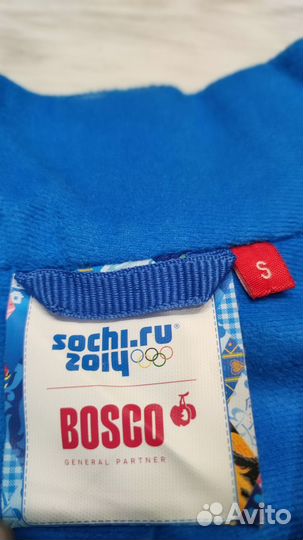 sochi.ru
2014
S
BOSCO
GENERAL PARTNER
Avito